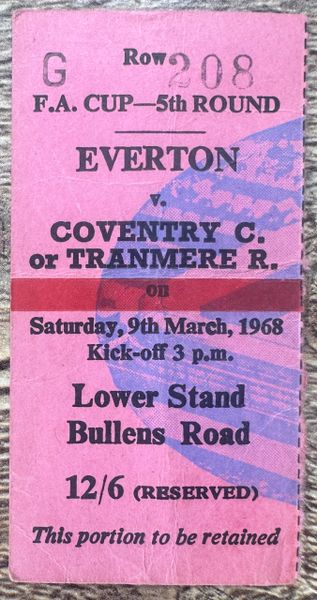 G Row 208
F.A. CUP—5th ROUND
EVERTON
v.
COVENTRY C.
or TRANMERE R.
on
Saturday, 9th March, 1968
Kick-off 3 p.m.
Lower Stand
Bullens Road
12/6 (RESERVED)
This portion to be retained